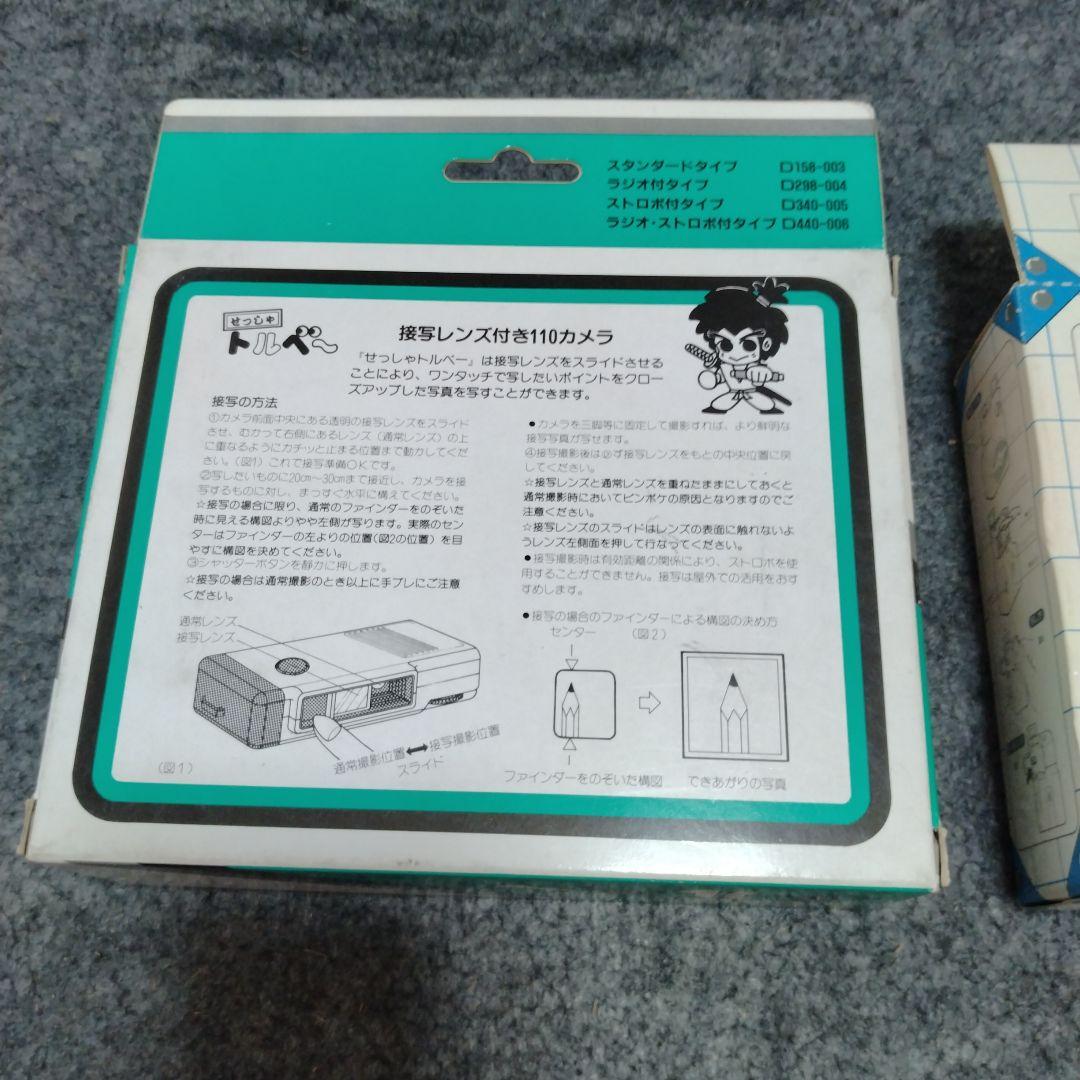 スタンダードタイプ □158-003
ラジオ付タイプ □298-004
ストロボ付タイプ □340-005
ラジオ・ストロボ付タイプ □440-006
せっしゃ
トルベ〜
接写レンズ付き110カメラ
「せっしゃトルベー」は接写レンズをスライドさせる
ことにより、ワンタッチで写したいポイントをクロー
ズアップした写真を写すことができます。
接写の方法
①カメラ前面中央にある透明の接写レンズをスライド
させ、むかって右側にあるレンズ（通常レンズ）の上
に重なるようにカチッと止まる位置まで動かしてくだ
さい。（図1）これで接写準備OKです。
②写したいものに20cm〜30cmまで接近し、カメラを接
写するものに対し、まっすぐ水平に構えてください。
☆接写の場合に限り、通常のファインダーをのぞいた
時に見える構図よりやや左側が写ります。実際のセン
ターはファインダーの左よりの位置（図2の位置）を目
やすに構図を決めてください。
③シャッターボタンを静かに押します。
☆接写の場合は通常撮影のとき以上に手ブレにご注意
ください。
●カメラを三脚等に固定して撮影すれば、より鮮明な
接写写真が写せます。
④接写撮影後は必ず接写レンズをもとの中央位置に戻
してください。
☆接写レンズと通常レンズを重ねたままにしておくと
通常撮影時においてピンボケの原因となりますのでご
注意ください。
☆接写レンズのスライドはレンズの表面に触れないよ
うレンズ左側面を押して行なってください。
●接写撮影時は有効距離の関係により、ストロボを使
用することができません。接写は屋外での活用をおす
すめします。
●接写の場合のファインダーによる構図の決め方
センター （図2）
通常レンズ
接写レンズ
通常撮影位置⟷接写撮影位置
スライド
（図1）
ファインダーをのぞいた構図
できあがりの写真